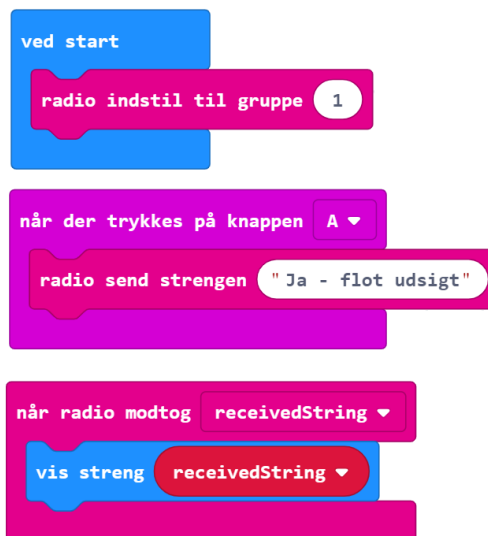 ved start
radio indstil til gruppe 1
når der trykkes på knappen A
radio send strengen "Ja - flot udsigt"
når radio modtog receivedString
vis streng receivedString